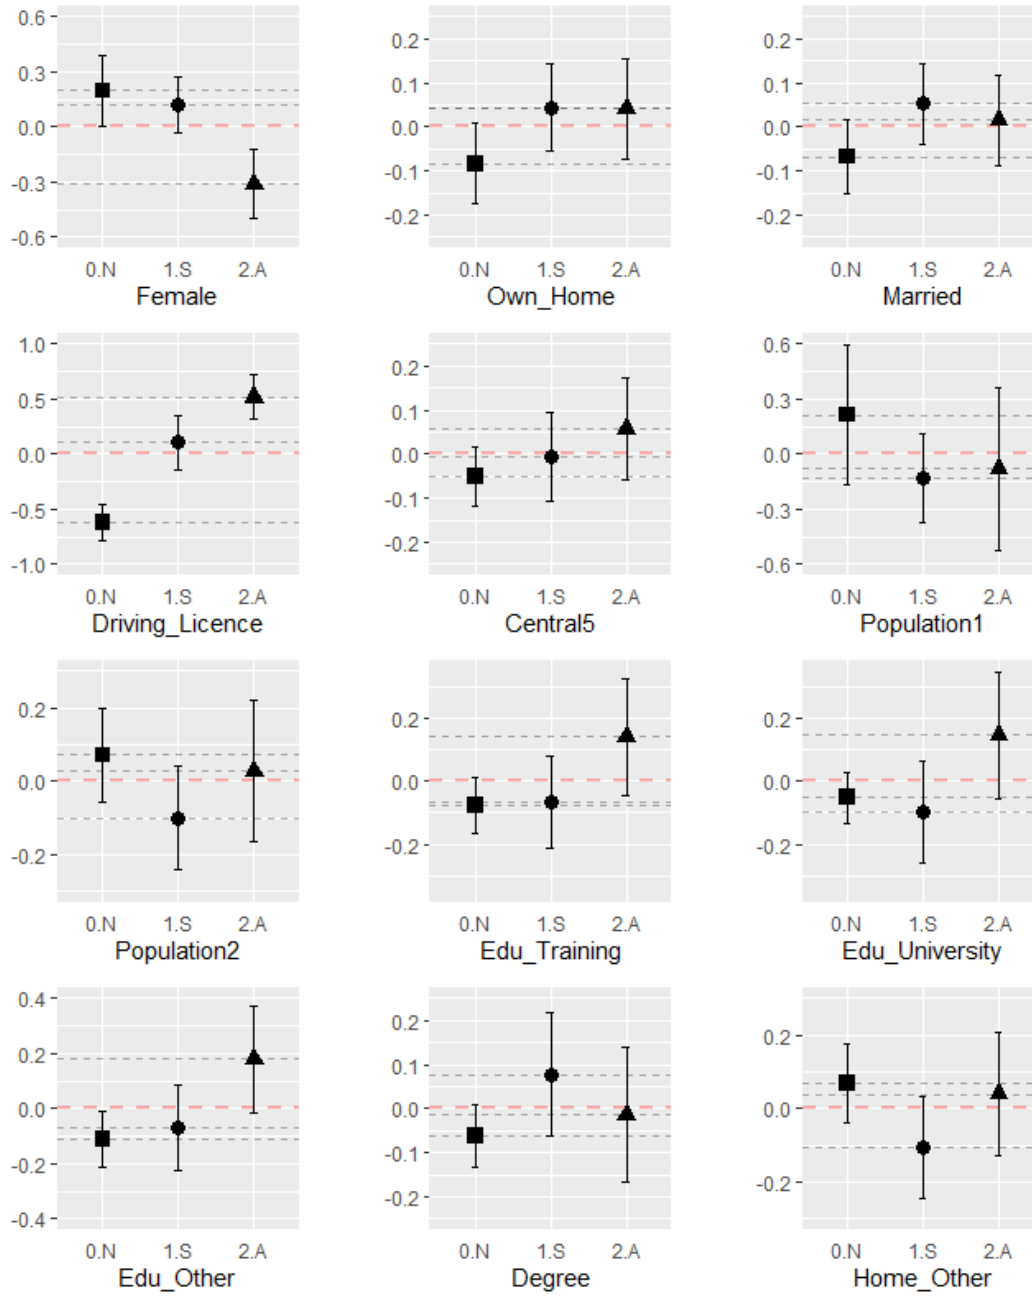 0.6
0.3
0.0
-0.3
-0.6
0.N 1.S 2.A
Female
0.2
0.1
0.0
-0.1
-0.2
0.N 1.S 2.A
Own_Home
0.2
0.1
0.0
-0.1
-0.2
0.N 1.S 2.A
Married
1.0
0.5
0.0
-0.5
-1.0
0.N 1.S 2.A
Driving_Licence
0.2
0.1
0.0
-0.1
-0.2
0.N 1.S 2.A
Central5
0.6
0.3
0.0
-0.3
-0.6
0.N 1.S 2.A
Population1
0.2
0.0
-0.2
0.N 1.S 2.A
Population2
0.2
0.0
-0.2
0.N 1.S 2.A
Edu_Training
0.2
0.0
-0.2
0.N 1.S 2.A
Edu_University
0.4
0.2
0.0
-0.2
-0.4
0.N 1.S 2.A
Edu_Other
0.2
0.1
0.0
-0.1
-0.2
0.N 1.S 2.A
Degree
0.2
0.0
-0.2
0.N 1.S 2.A
Home_Other